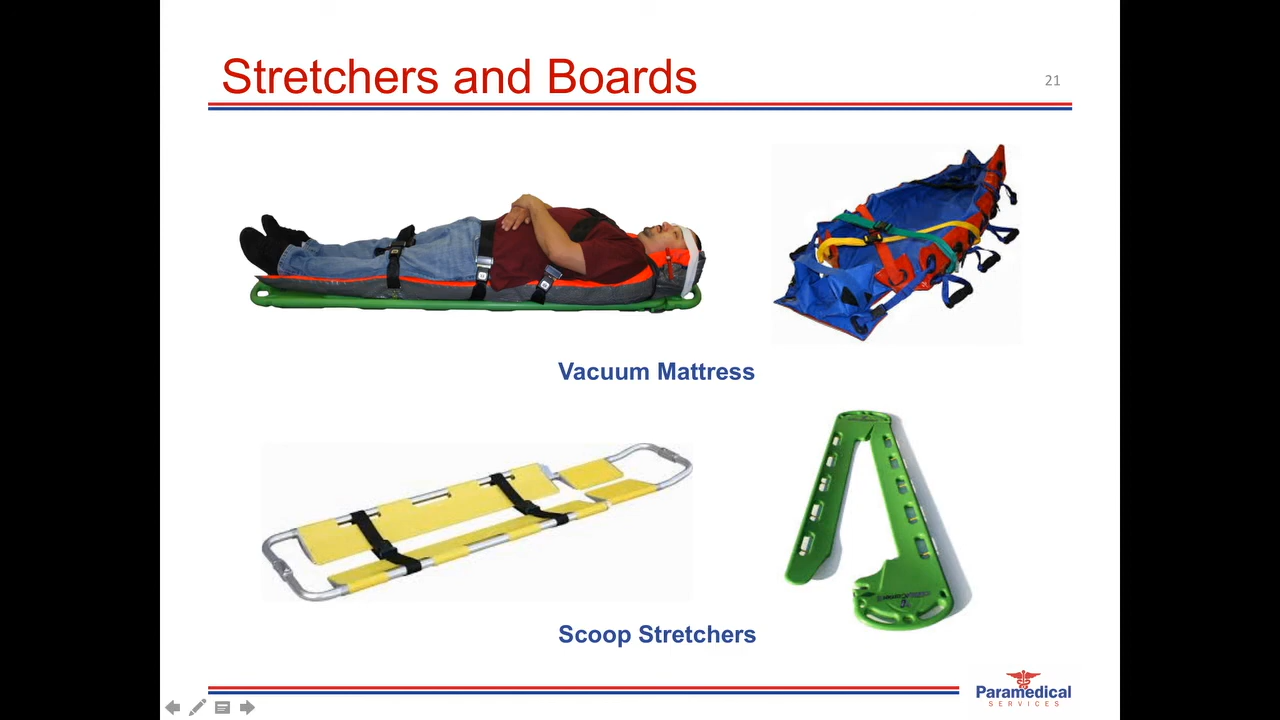 Stretchers and Boards
21
Vacuum Mattress
Scoop Stretchers
Paramedical
SERVICES